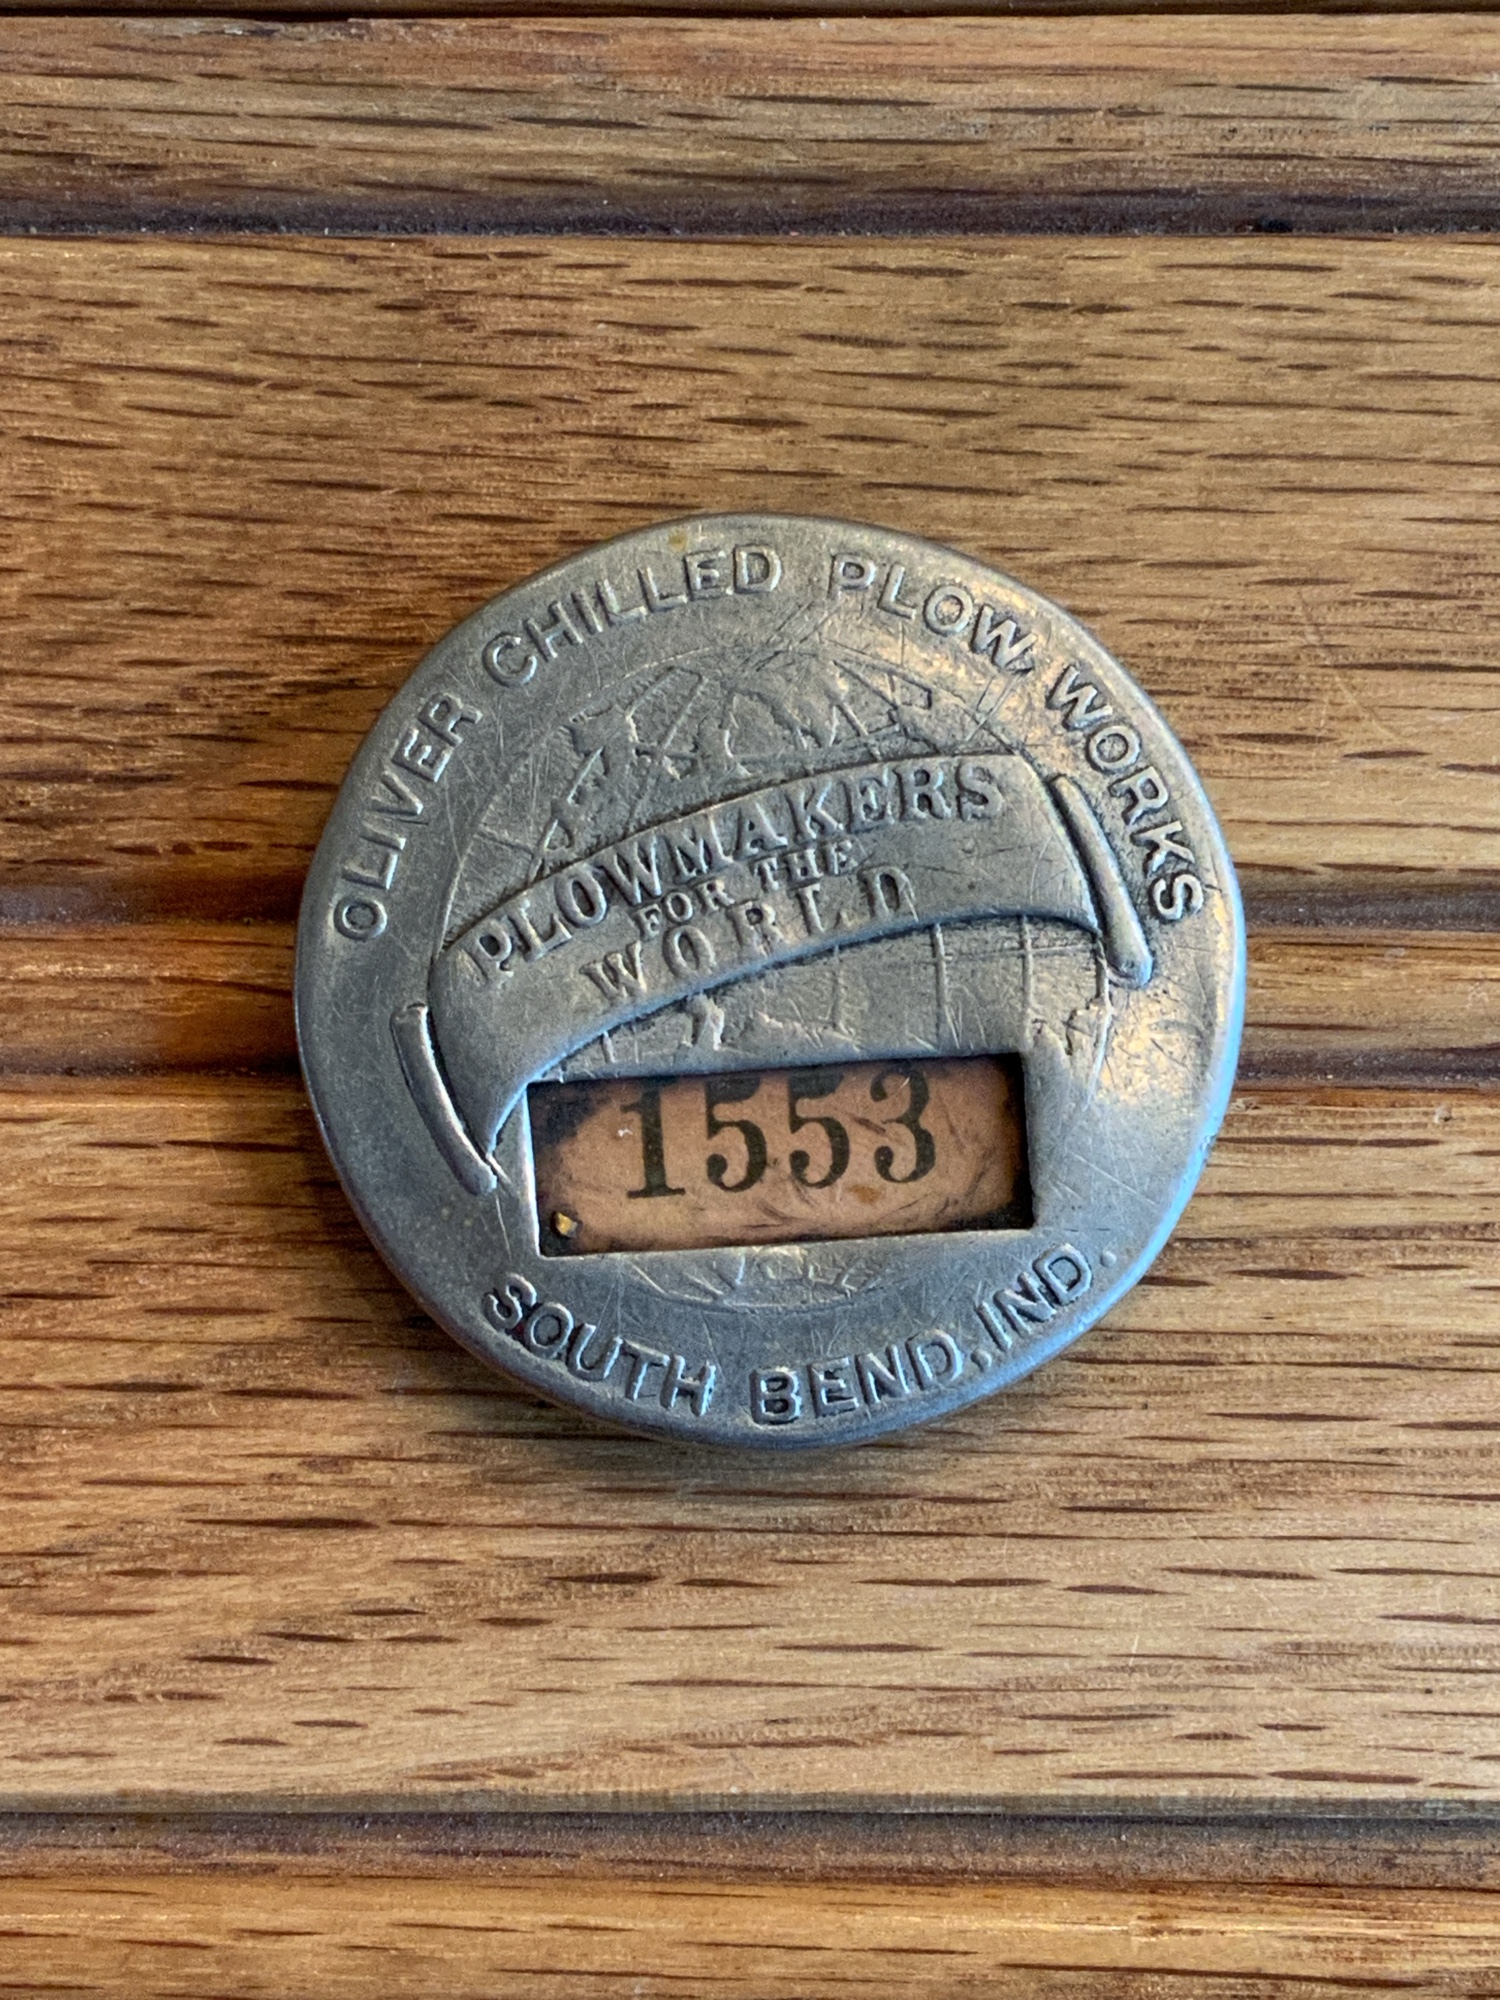 OLIVER CHILLED PLOW WORKS
PLOWMAKERS
FOR THE
WORLD
1553
SOUTH BEND, IND.